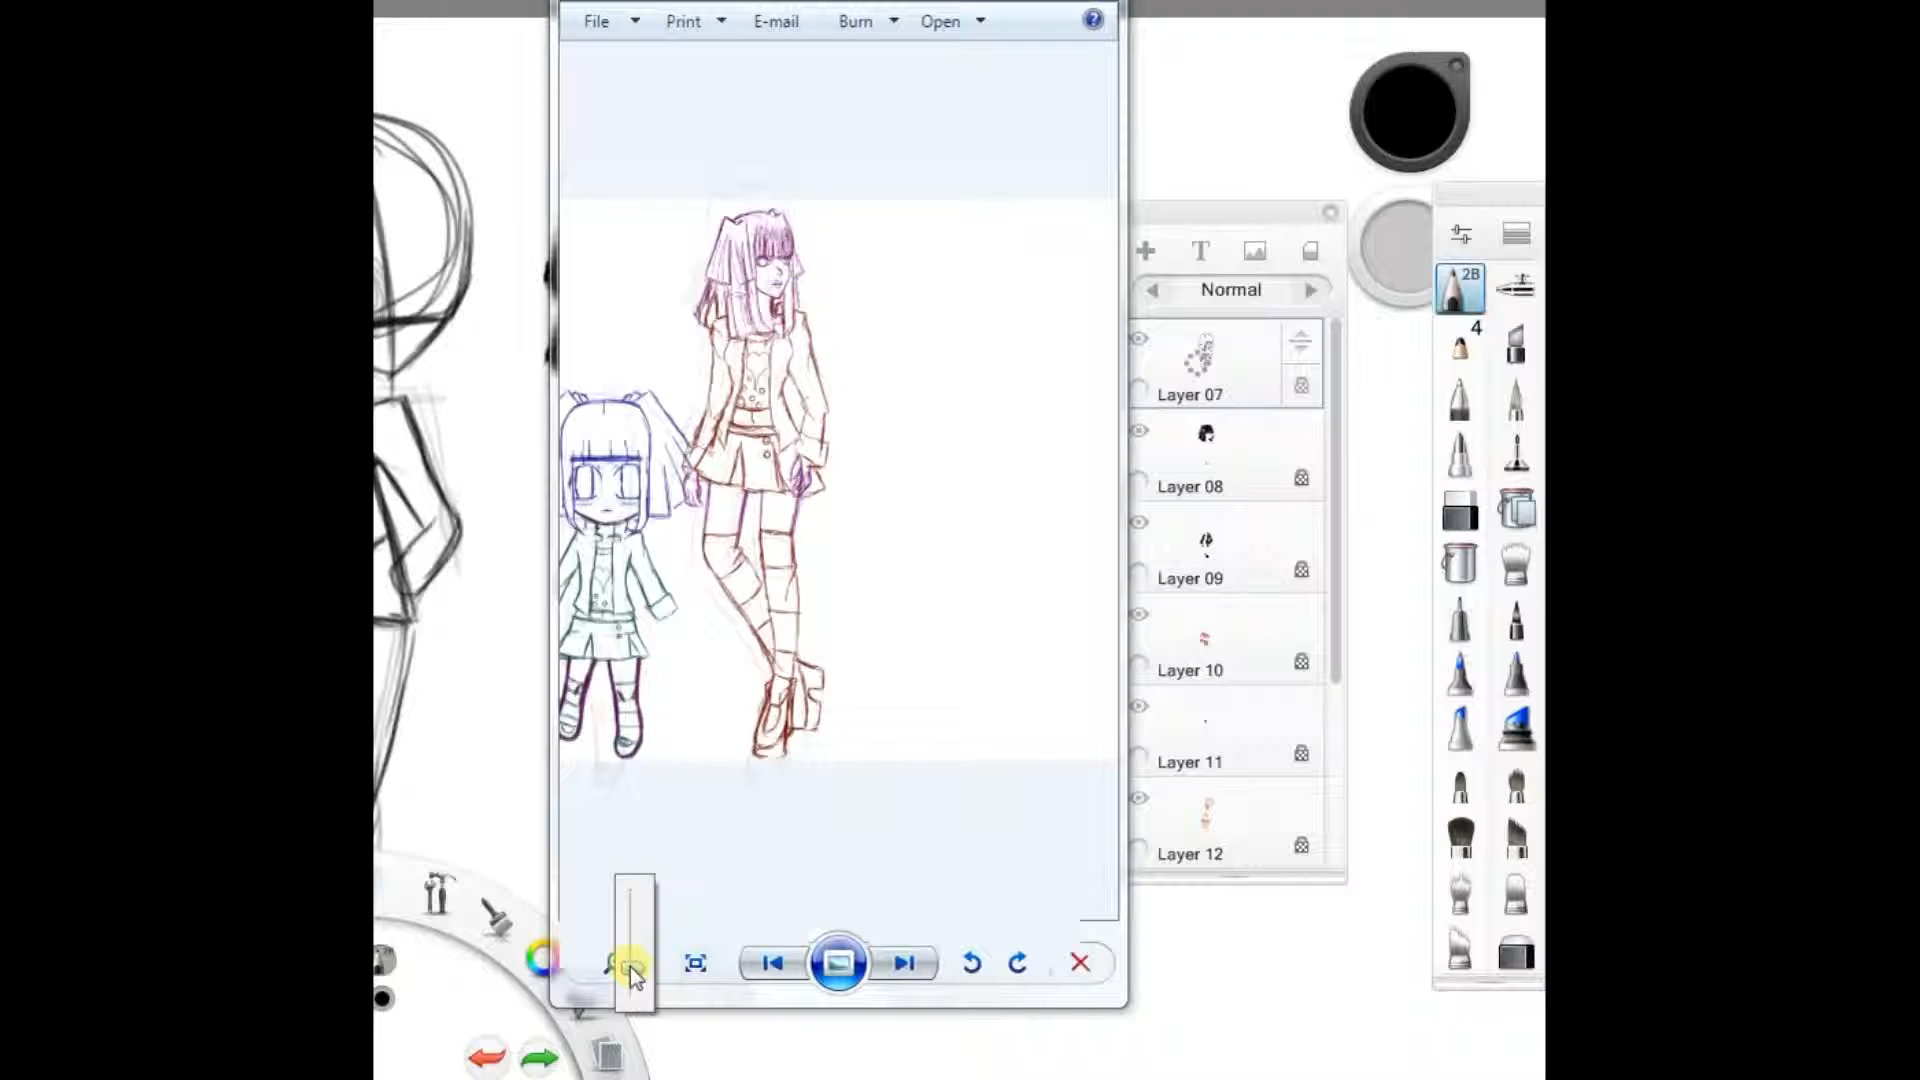 File Print E-mail Burn Open ?
T
Normal
2B
4
Layer 07
Layer 08
Layer 09
Layer 10
Layer 11
Layer 12